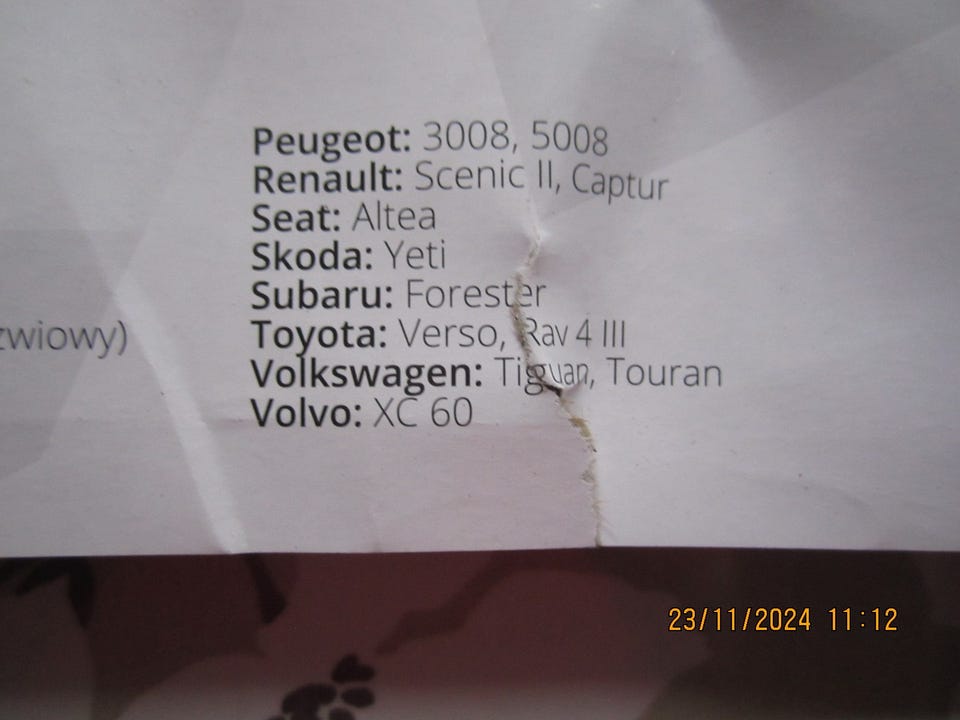 Peugeot: 3008, 5008
Renault: Scenic II, Captur
Seat: Altea
Skoda: Yeti
Subaru: Forester
zwiowy)
Toyota: Verso, Rav 4 III
Volkswagen: Tiguan, Touran
Volvo: XC 60
23/11/2024 11:12